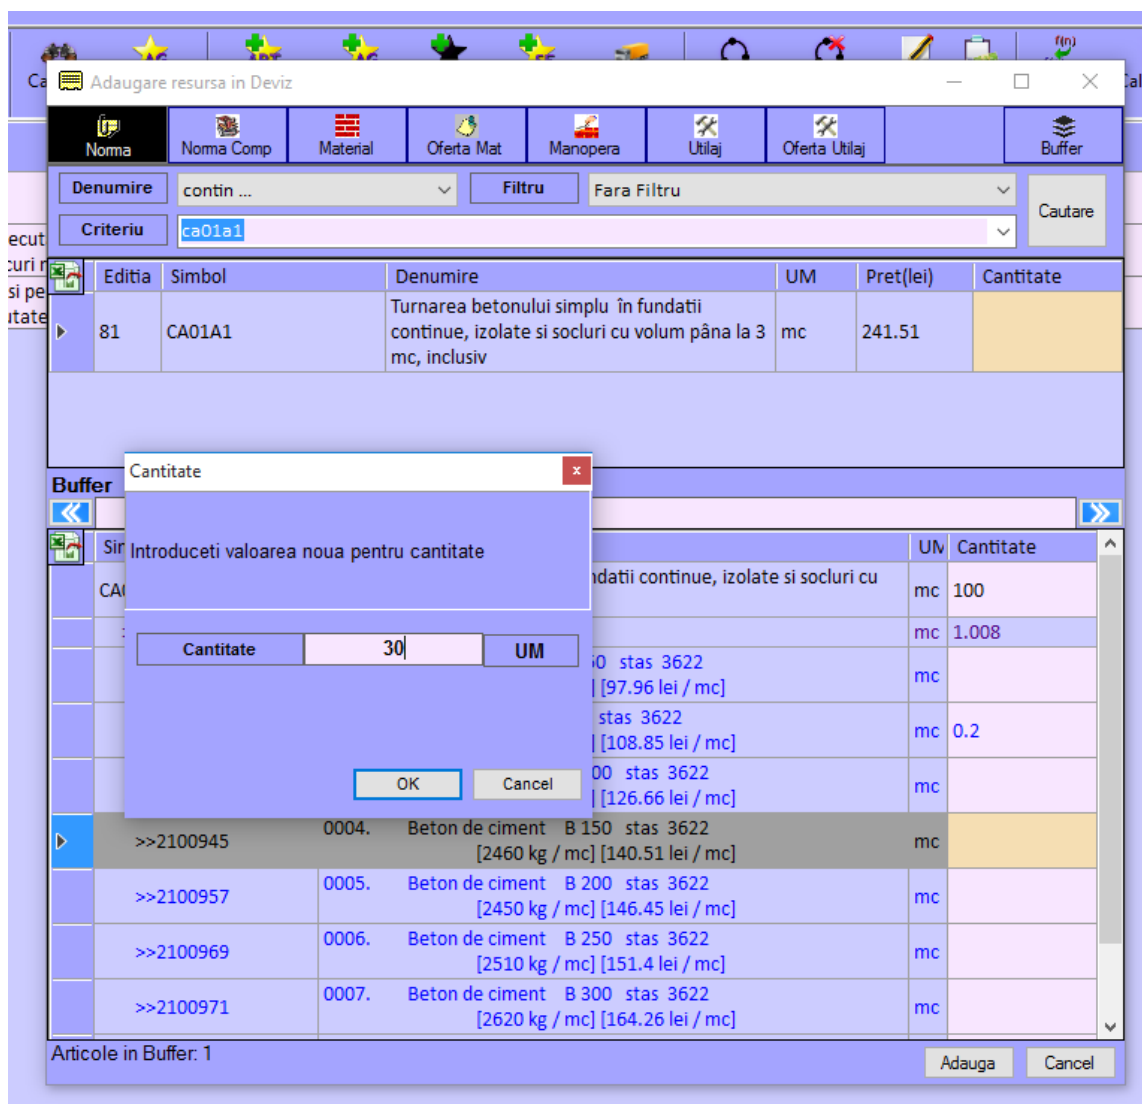 f(n)
Ca
Adaugare resursa in Deviz
Norma
Norma Comp
Material
Oferta Mat
Manopera
Utilaj
Oferta Utilaj
Buffer
Denumire
contin ...
Filtru
Fara Filtru
Cautare
Criteriu
ca01a1
Editia
Simbol
Denumire
UM
Pret(lei)
Cantitate
81
CA01A1
Turnarea betonului simplu în fundatii
continue, izolate si socluri cu volum pâna la 3
mc, inclusiv
mc
241.51
Buffer
Cantitate
x
Introduceti valoarea noua pentru cantitate
Cantitate
30
UM
OK
Cancel
UM
Cantitate
ndatii continue, izolate si socluri cu
mc
100
mc
1.008
stas 3622
[97.96 lei / mc]
mc
stas 3622
[108.85 lei / mc]
mc
0.2
00 stas 3622
[126.66 lei / mc]
mc
>>2100945
0004.
Beton de ciment B 150 stas 3622
[2460 kg / mc] [140.51 lei / mc]
mc
>>2100957
0005.
Beton de ciment B 200 stas 3622
[2450 kg / mc] [146.45 lei / mc]
mc
>>2100969
0006.
Beton de ciment B 250 stas 3622
[2510 kg / mc] [151.4 lei / mc]
mc
>>2100971
0007.
Beton de ciment B 300 stas 3622
[2620 kg / mc] [164.26 lei / mc]
mc
Articole in Buffer: 1
Adauga
Cancel